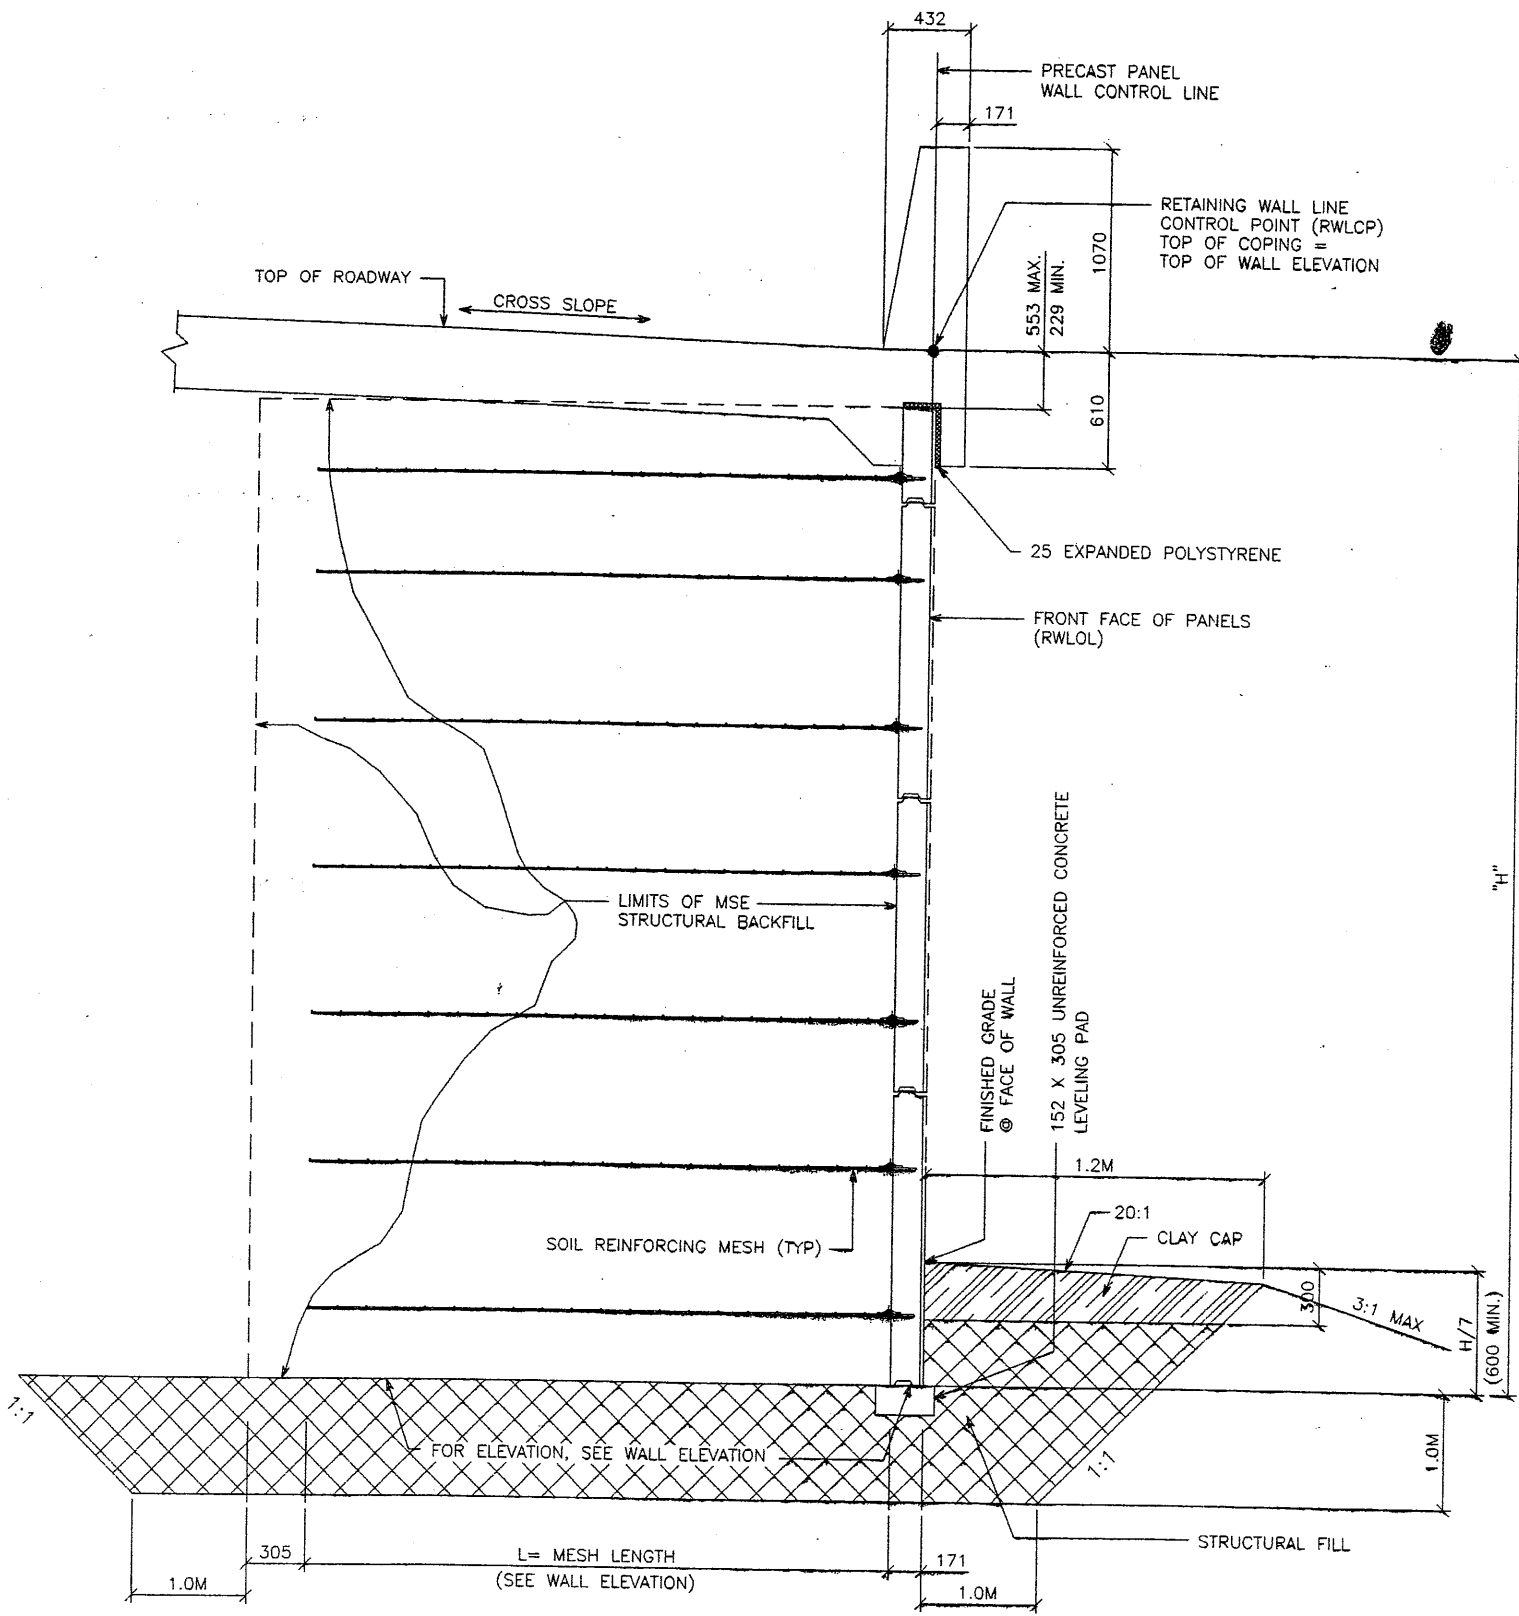 432
PRECAST PANEL
WALL CONTROL LINE
171
RETAINING WALL LINE
CONTROL POINT (RWLCP)
TOP OF COPING =
TOP OF WALL ELEVATION
1070
553 MAX.
229 MIN.
610
TOP OF ROADWAY
CROSS SLOPE
25 EXPANDED POLYSTYRENE
FRONT FACE OF PANELS
(RWLOL)
LIMITS OF MSE
STRUCTURAL BACKFILL
"H"
FINISHED GRADE
@ FACE OF WALL
152 X 305 UNREINFORCED CONCRETE
LEVELING PAD
1.2M
20:1
CLAY CAP
SOIL REINFORCING MESH (TYP)
300
3:1 MAX
H/7
(600 MIN.)
1:1
FOR ELEVATION, SEE WALL ELEVATION
1:1
1.0M
STRUCTURAL FILL
305
L= MESH LENGTH
(SEE WALL ELEVATION)
171
1.0M
1.0M